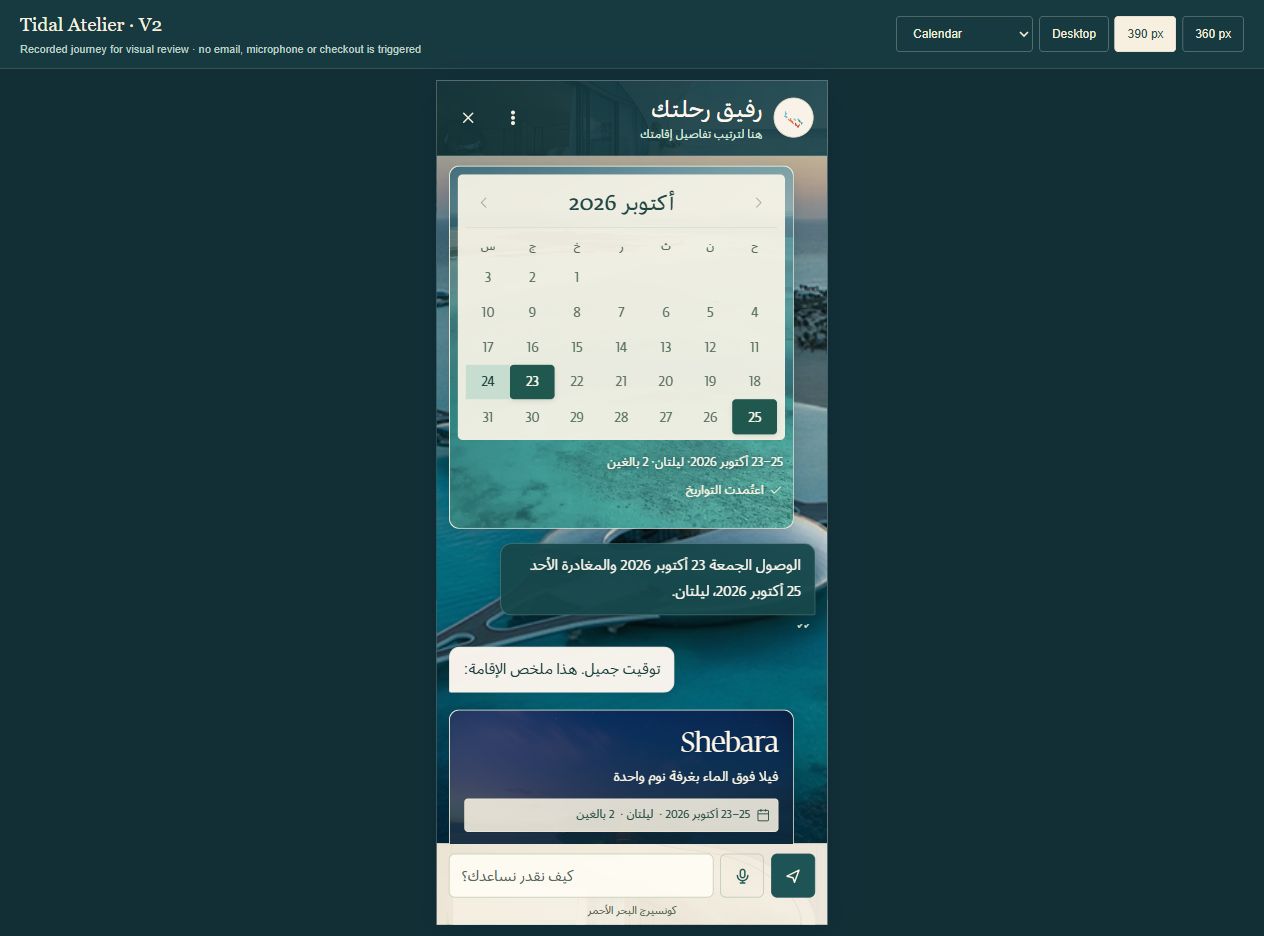 Tidal Atelier · V2
Recorded journey for visual review · no email, microphone or checkout is triggered
Calendar
Desktop
390 px
360 px
رفيق رحلتك
هنا لترتيب تفاصيل إقامتك
أكتوبر 2026
ح ن ث ر خ ج س
1 2 3
4 5 6 7 8 9 10
11 12 13 14 15 16 17
18 19 20 21 22 23 24
25 26 27 28 29 30 31
23–25 أكتوبر 2026 · ليلتان · 2 بالغين
اعتُمدت التواريخ
الوصول الجمعة 23 أكتوبر 2026 والمغادرة الأحد
25 أكتوبر 2026، ليلتان.
توقيت جميل. هذا ملخص الإقامة:
Shebara
فيلا فوق الماء بغرفة نوم واحدة
23–25 أكتوبر 2026 · ليلتان · 2 بالغين
كيف نقدر نساعدك؟
كونسيرج البحر الأحمر